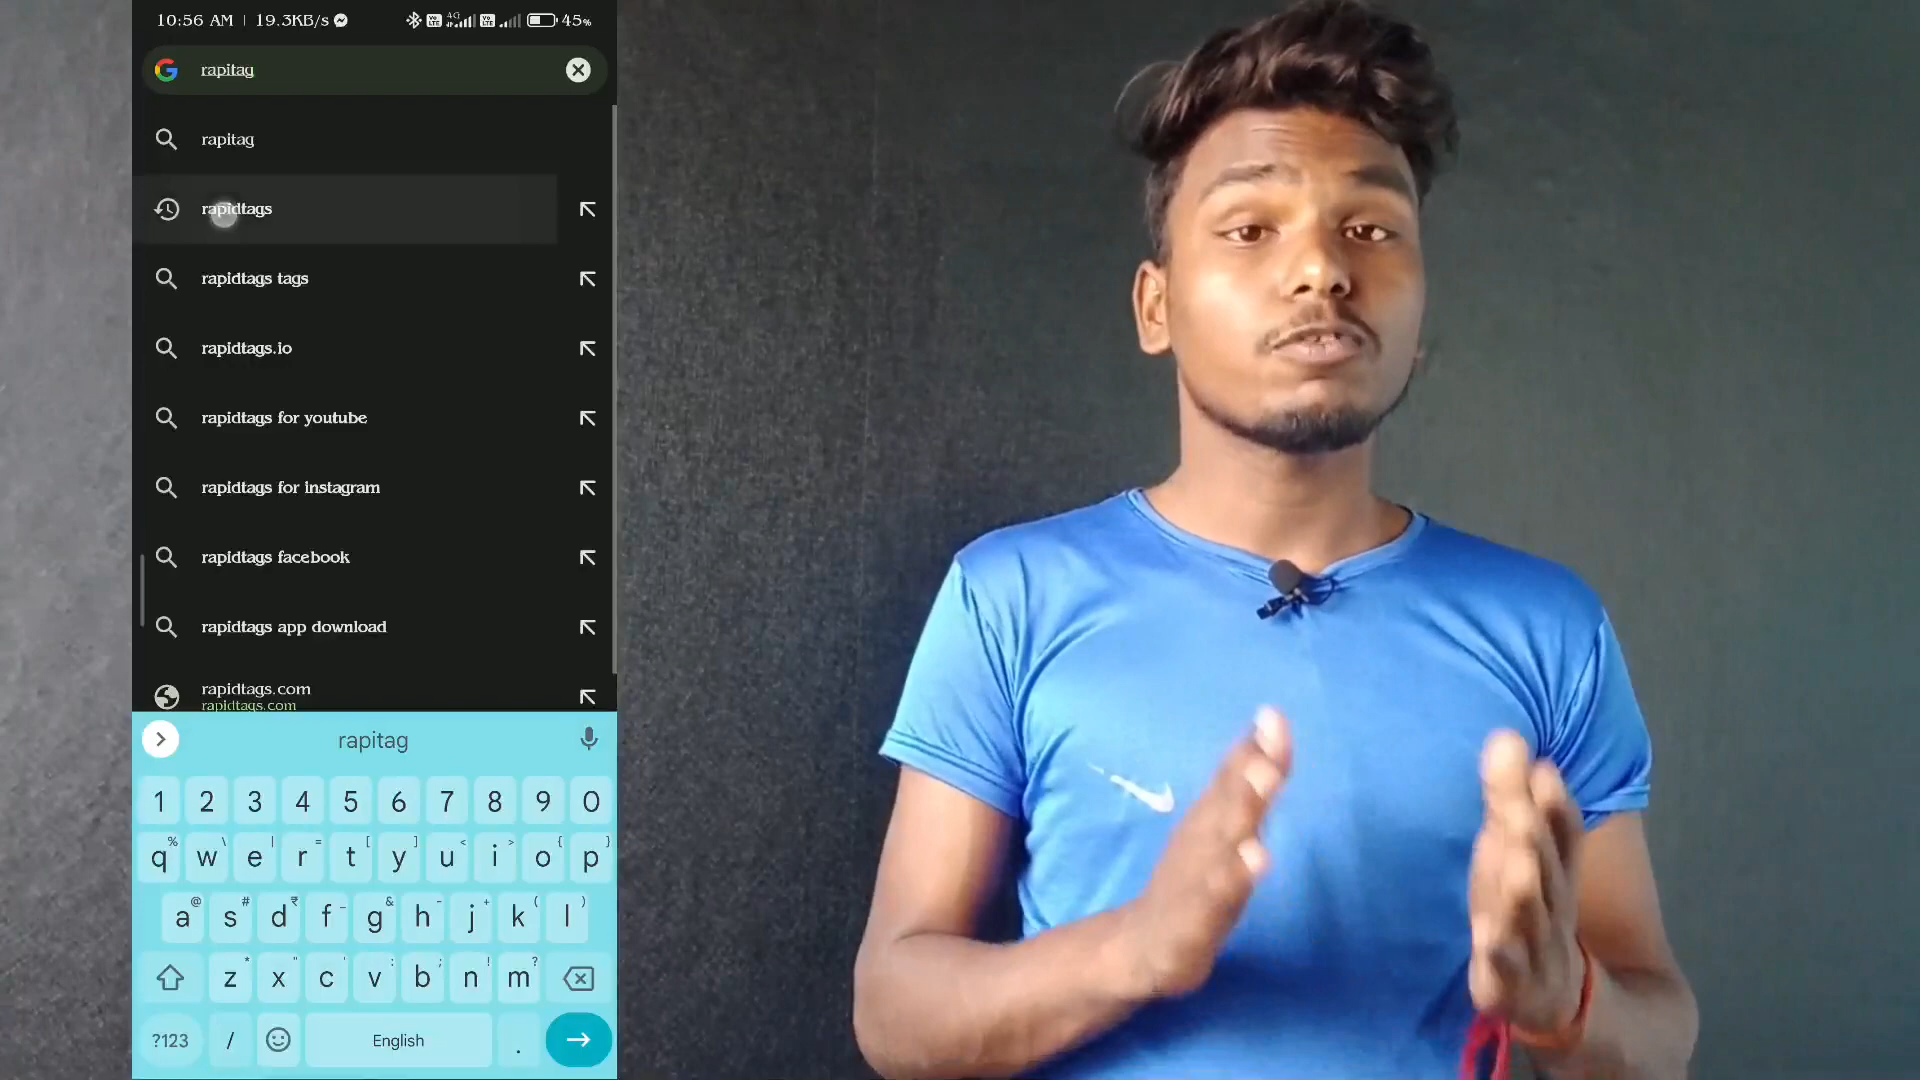 10:56 AM | 19.3KB/s 4G 45%
rapitag
rapitag
rapidtags
rapidtags tags
rapidtags.io
rapidtags for youtube
rapidtags for instagram
rapidtags facebook
rapidtags app download
rapidtags.com
rapidtags.com
rapitag
1 2 3 4 5 6 7 8 9 0
% \ | = [ ] < > { }
q w e r t y u i o p
@ # ₹ _ & - + ( )
a s d f g h j k l
* " ' : ; ! ?
z x c v b n m
?123 / English .